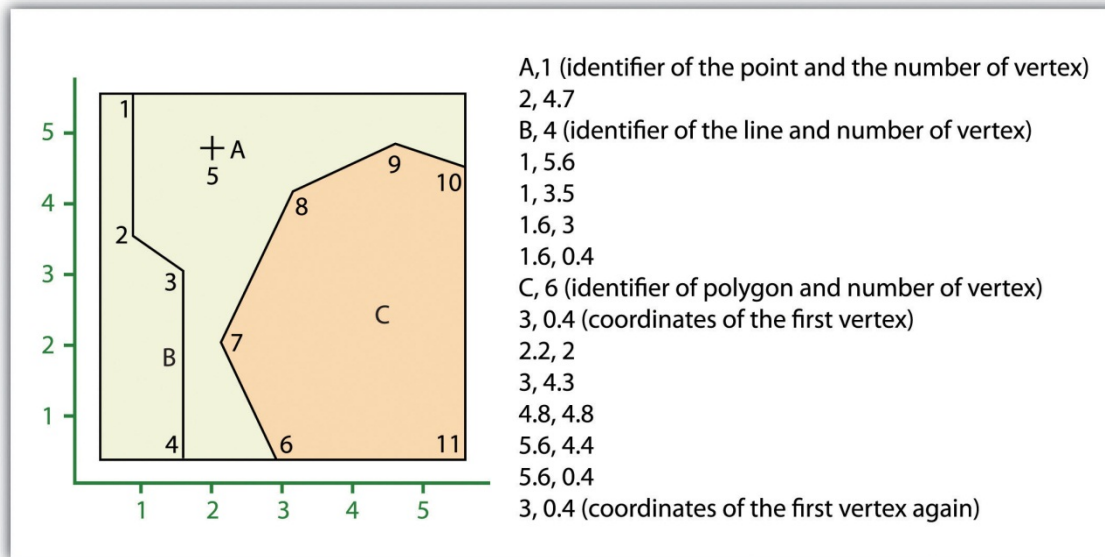 1
5
A
5
9
10
4
8
2
3
3
C
2
7
B
1
4
6
11
1 2 3 4 5
A,1 (identifier of the point and the number of vertex)
2, 4.7
B, 4 (identifier of the line and number of vertex)
1, 5.6
1, 3.5
1.6, 3
1.6, 0.4
C, 6 (identifier of polygon and number of vertex)
3, 0.4 (coordinates of the first vertex)
2.2, 2
3, 4.3
4.8, 4.8
5.6, 4.4
5.6, 0.4
3, 0.4 (coordinates of the first vertex again)